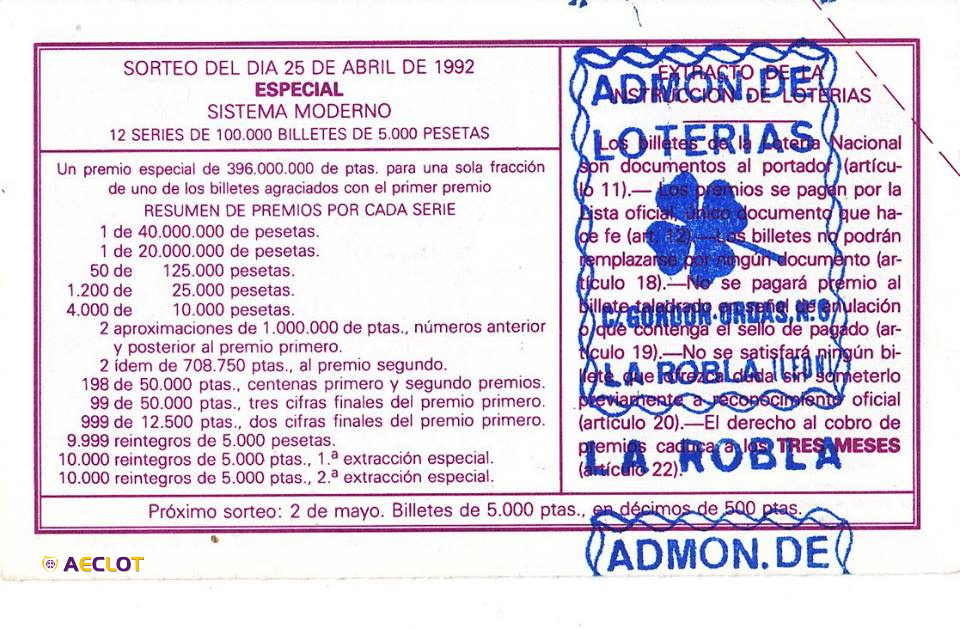 SORTEO DEL DIA 25 DE ABRIL DE 1992
ESPECIAL
SISTEMA MODERNO
12 SERIES DE 100.000 BILLETES DE 5.000 PESETAS
Un premio especial de 396.000.000 de ptas. para una sola fracción
de uno de los billetes agraciados con el primer premio
RESUMEN DE PREMIOS POR CADA SERIE
1 de 40.000.000 de pesetas.
1 de 20.000.000 de pesetas.
50 de 125.000 pesetas.
1.200 de 25.000 pesetas.
4.000 de 10.000 pesetas.
2 aproximaciones de 1.000.000 de ptas., números anterior
y posterior al premio primero.
2 ídem de 708.750 ptas., al premio segundo.
198 de 50.000 ptas., centenas primero y segundo premios.
99 de 50.000 ptas., tres cifras finales del premio primero.
999 de 12.500 ptas., dos cifras finales del premio primero.
9.999 reintegros de 5.000 pesetas.
10.000 reintegros de 5.000 ptas., 1.ª extracción especial.
10.000 reintegros de 5.000 ptas., 2.ª extracción especial.
EXTRACTO DE LA
INSTRUCCION DE LOTERIAS
Los billetes de la Lotería Nacional
son documentos al portador (artícu-
lo 11).— Los premios se pagan por la
Lista oficial, único documento que ha-
ce fe (art. 12).—Los billetes no podrán
remplazarse por ningún documento (ar-
tículo 18).—No se pagará premio al
billete taladrado en señal de anulación
o que contenga el sello de pagado (ar-
tículo 19).—No se satisfará ningún bi-
llete que ofrezca duda sin someterlo
previamente a reconocimiento oficial
(artículo 20).—El derecho al cobro de
premios caduca a los TRES MESES
(artículo 22).
ADMON.DE
LOTERIAS
C/GORDON-ORDAS,N.6
LA ROBLA (LEON)
LA ROBLA
Próximo sorteo: 2 de mayo. Billetes de 5.000 ptas., en décimos de 500 ptas.
ADMON.DE
AECLOT